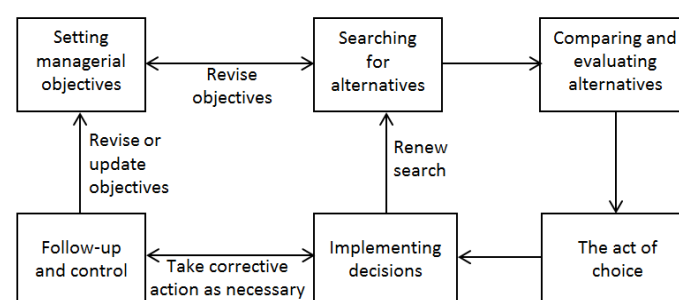 Setting
managerial
objectives
Revise
objectives
Searching
for
alternatives
Comparing and
evaluating
alternatives
Revise or
update
objectives
Renew
search
Follow-up
and control
Take corrective
action as necessary
Implementing
decisions
The act of
choice